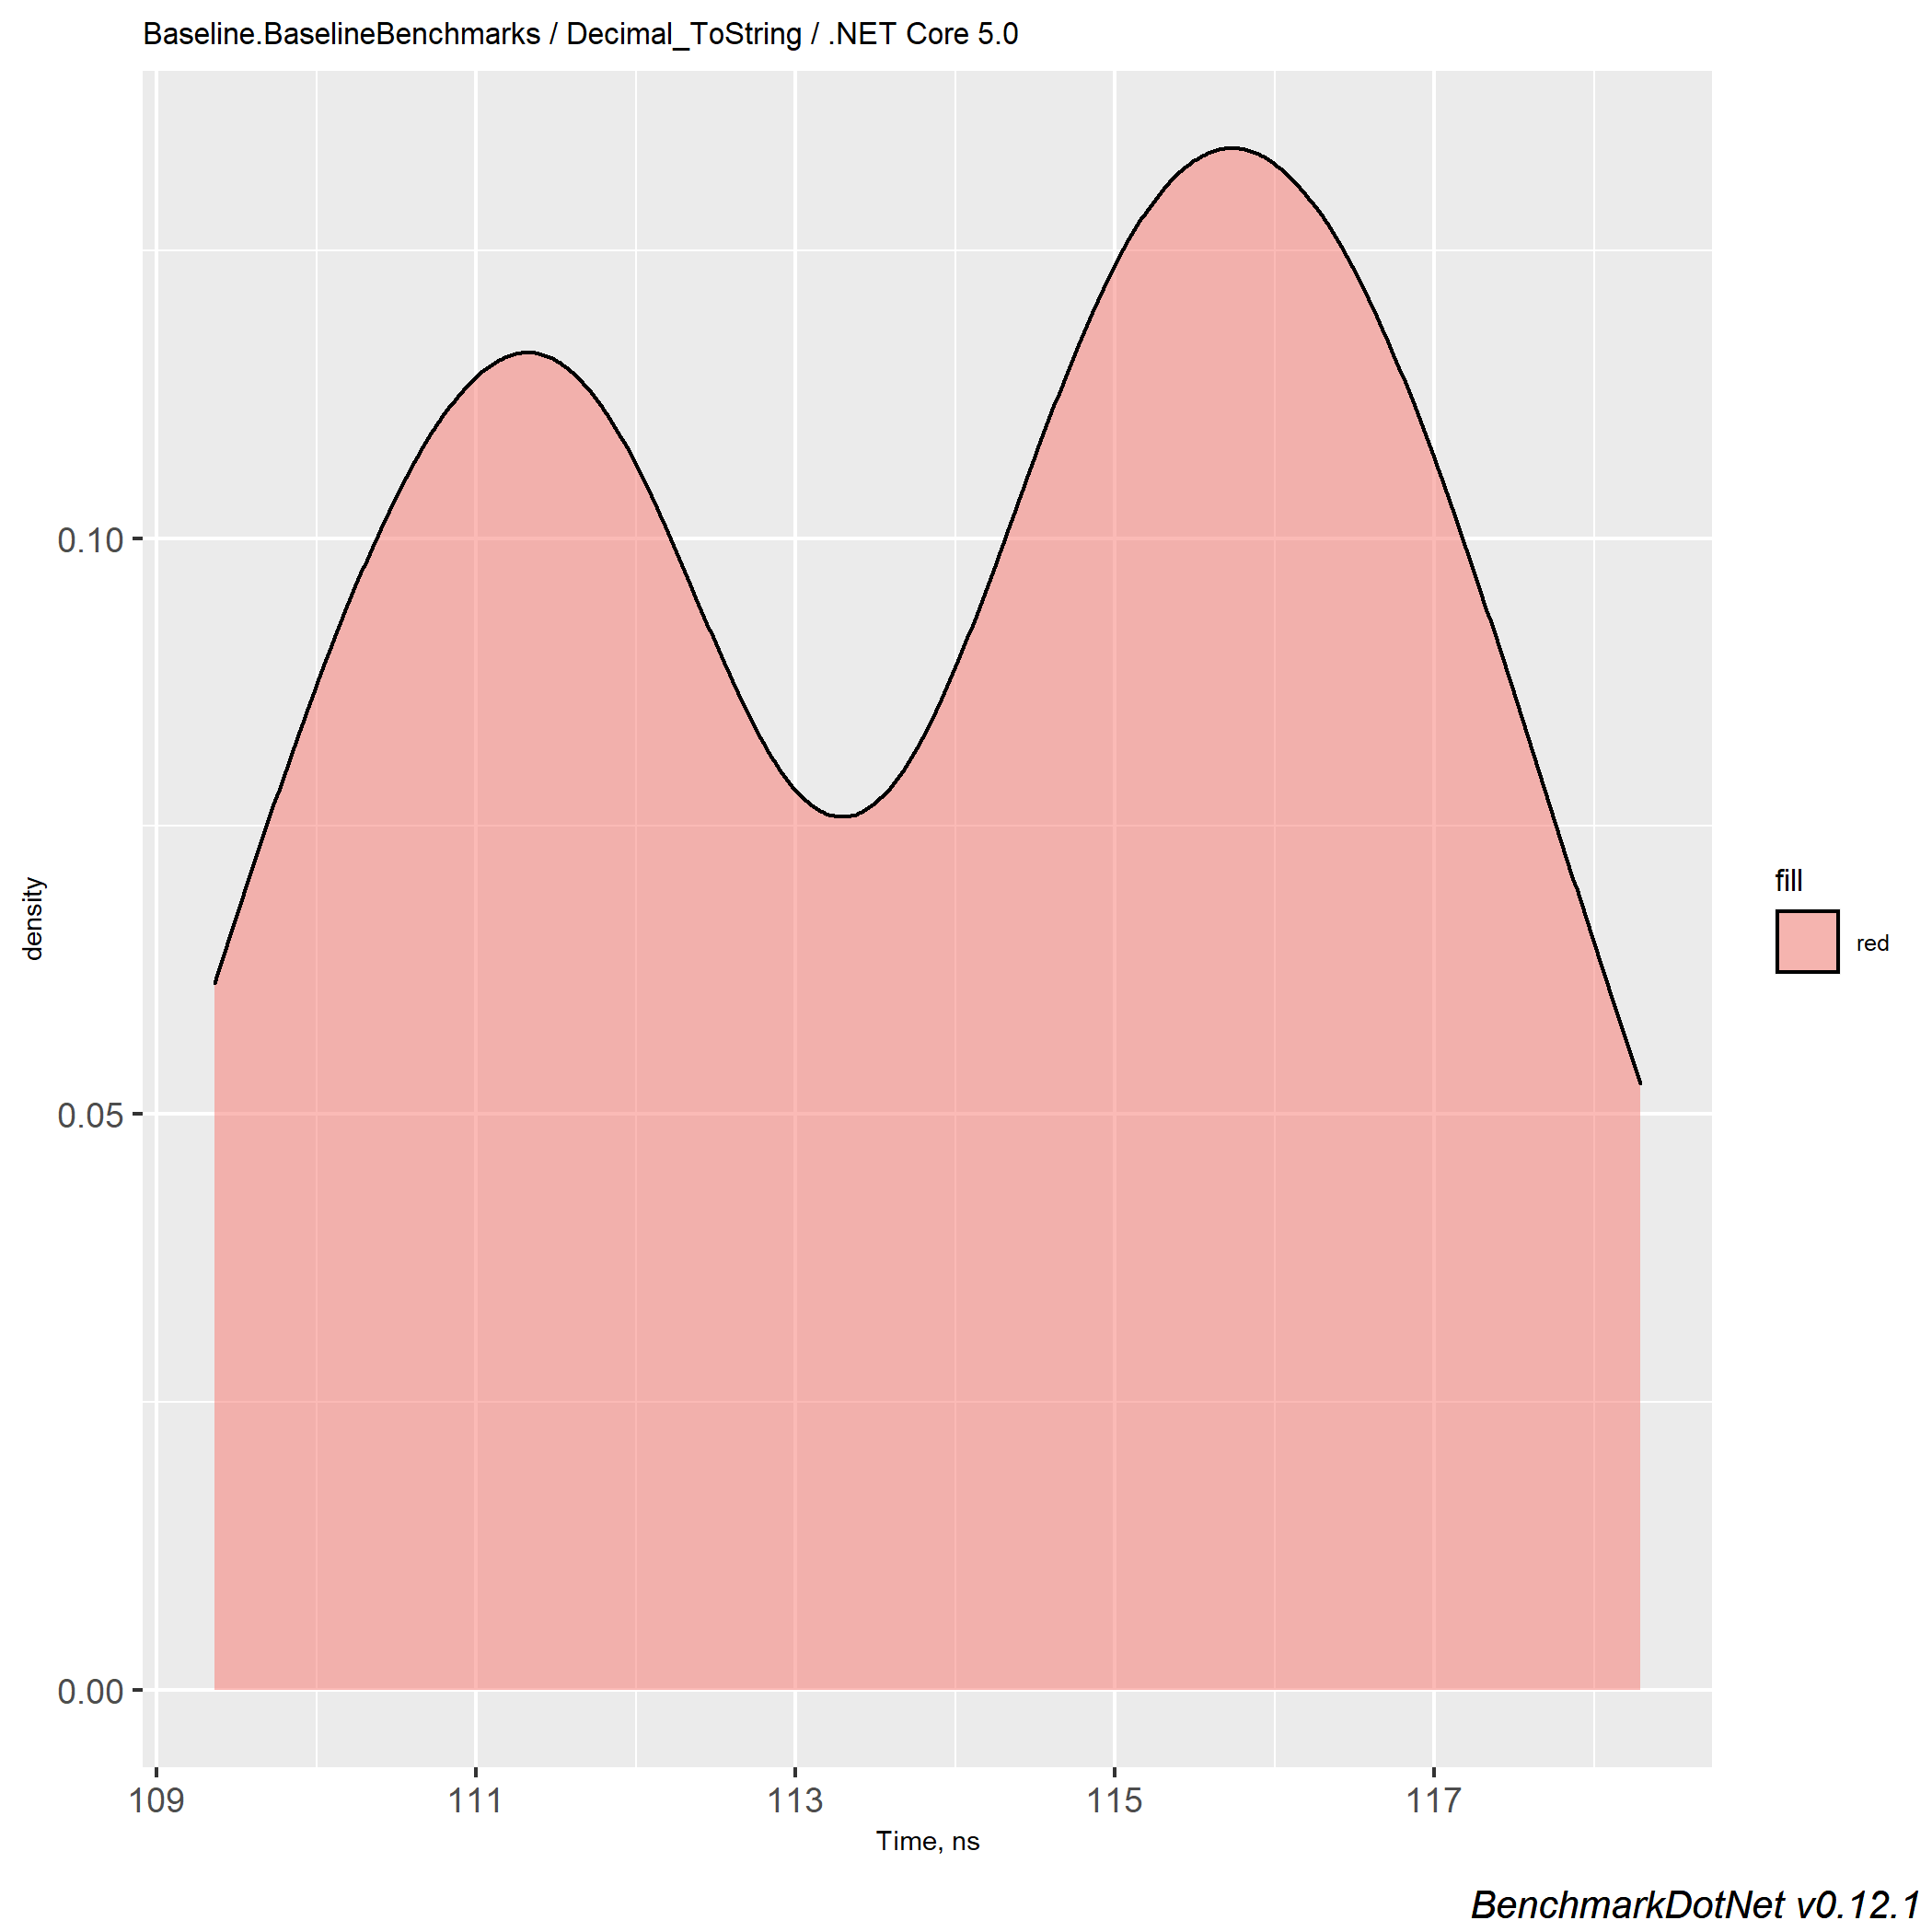 Baseline.BaselineBenchmarks / Decimal_ToString / .NET Core 5.0
0.10
0.05
0.00
density
109 111 113 115 117
Time, ns
fill
red
BenchmarkDotNet v0.12.1